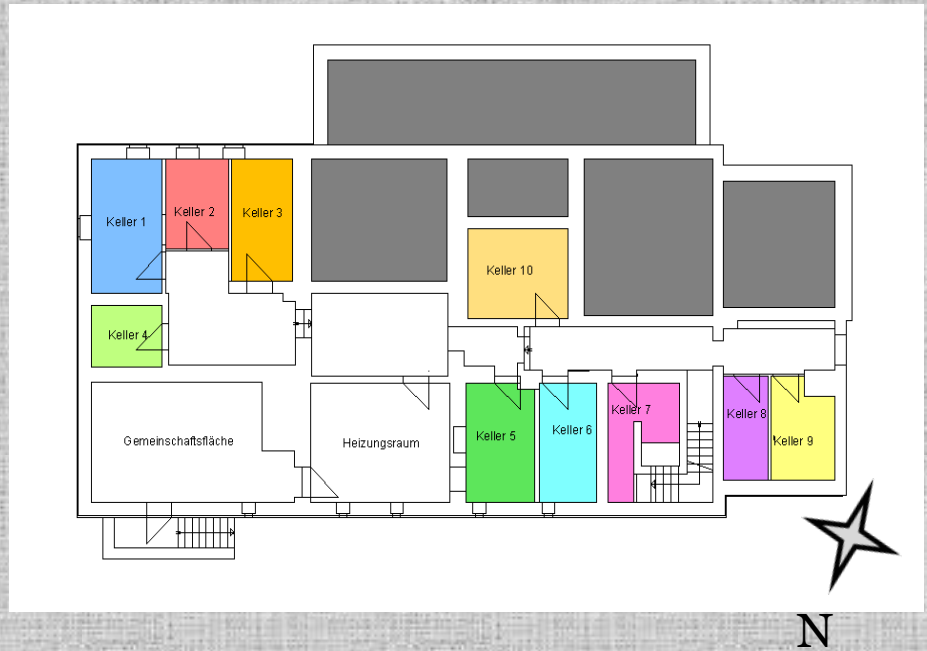 Keller 1
Keller 2
Keller 3
Keller 4
Keller 10
Gemeinschaftsfläche
Heizungsraum
Keller 5
Keller 6
Keller 7
Keller 8
Keller 9
N